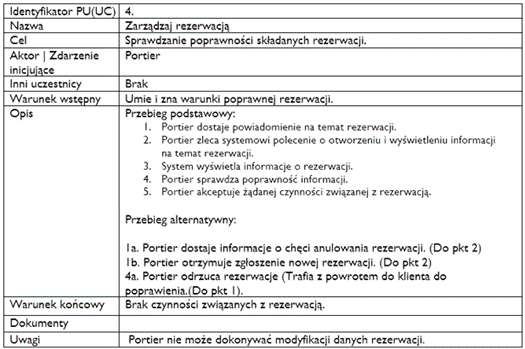 Identyfikator PU(UC) 4.
Nazwa Zarządzaj rezerwacją
Cel Sprawdzanie poprawności składanych rezerwacji.
Aktor | Zdarzenie inicjujące Portier
Inni uczestnicy Brak
Warunek wstępny Umie i zna warunki poprawnej rezerwacji.
Opis Przebieg podstawowy:
1. Portier dostaje powiadomienie na temat rezerwacji.
2. Portier zleca systemowi polecenie o otworzeniu i wyświetleniu informacji
na temat rezerwacji.
3. System wyświetla informacje o rezerwacji.
4. Portier sprawdza poprawność informacji.
5. Portier akceptuje żądanej czynności związanej z rezerwacją.
Przebieg alternatywny:
1a. Portier dostaje informacje o chęci anulowania rezerwacji. (Do pkt 2)
1b. Portier otrzymuje zgłoszenie nowej rezerwacji. (Do pkt 2)
4a. Portier odrzuca rezerwacje (Trafia z powrotem do klienta do
poprawienia.(Do pkt 1).
Warunek końcowy Brak czynności związanych z rezerwacją.
Dokumenty
Uwagi Portier nie może dokonywać modyfikacji danych rezerwacji.